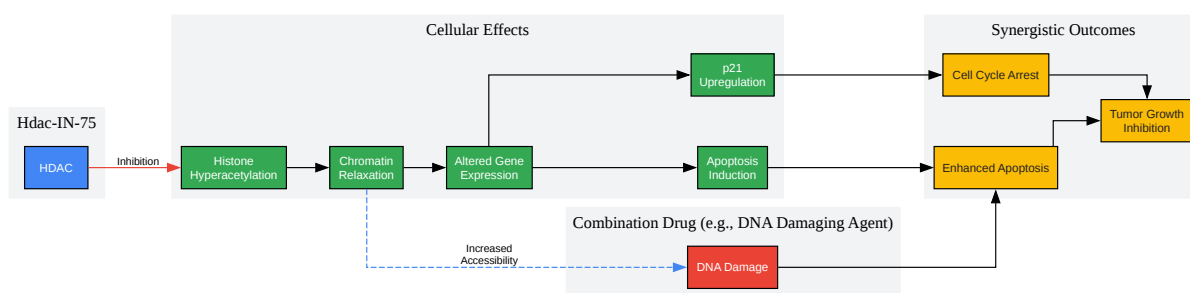 Cellular Effects
Synergistic Outcomes
p21
Upregulation
Cell Cycle Arrest
Hdac-IN-75
Tumor Growth
Inhibition
HDAC
Inhibition
Histone
Hyperacetylation
Chromatin
Relaxation
Altered Gene
Expression
Apoptosis
Induction
Enhanced Apoptosis
Combination Drug (e.g., DNA Damaging Agent)
Increased
Accessibility
DNA Damage